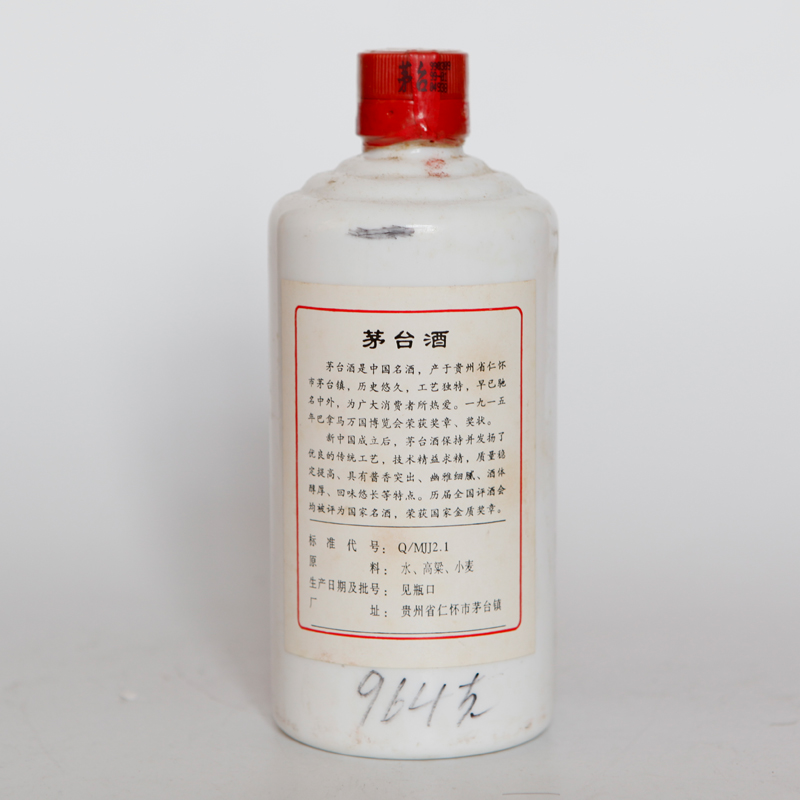 茅台
茅台酒
茅台酒是中国名酒，产于贵州省仁怀
市茅台镇，历史悠久，工艺独特，早已驰
名中外，为广大消费者所热爱。一九一五
年巴拿马万国博览会荣获奖章、奖状。
新中国成立后，茅台酒保持并发扬了
优良的传统工艺，技术精益求精，质量稳
定提高、具有酱香突出、幽雅细腻、酒体
醇厚、回味悠长等特点。历届全国评酒会
均被评为国家名酒，荣获国家金质奖章。
标准代号：Q/MJJ2.1
原料：水、高粱、小麦
生产日期及批号：见瓶口
厂址：贵州省仁怀市茅台镇
964克